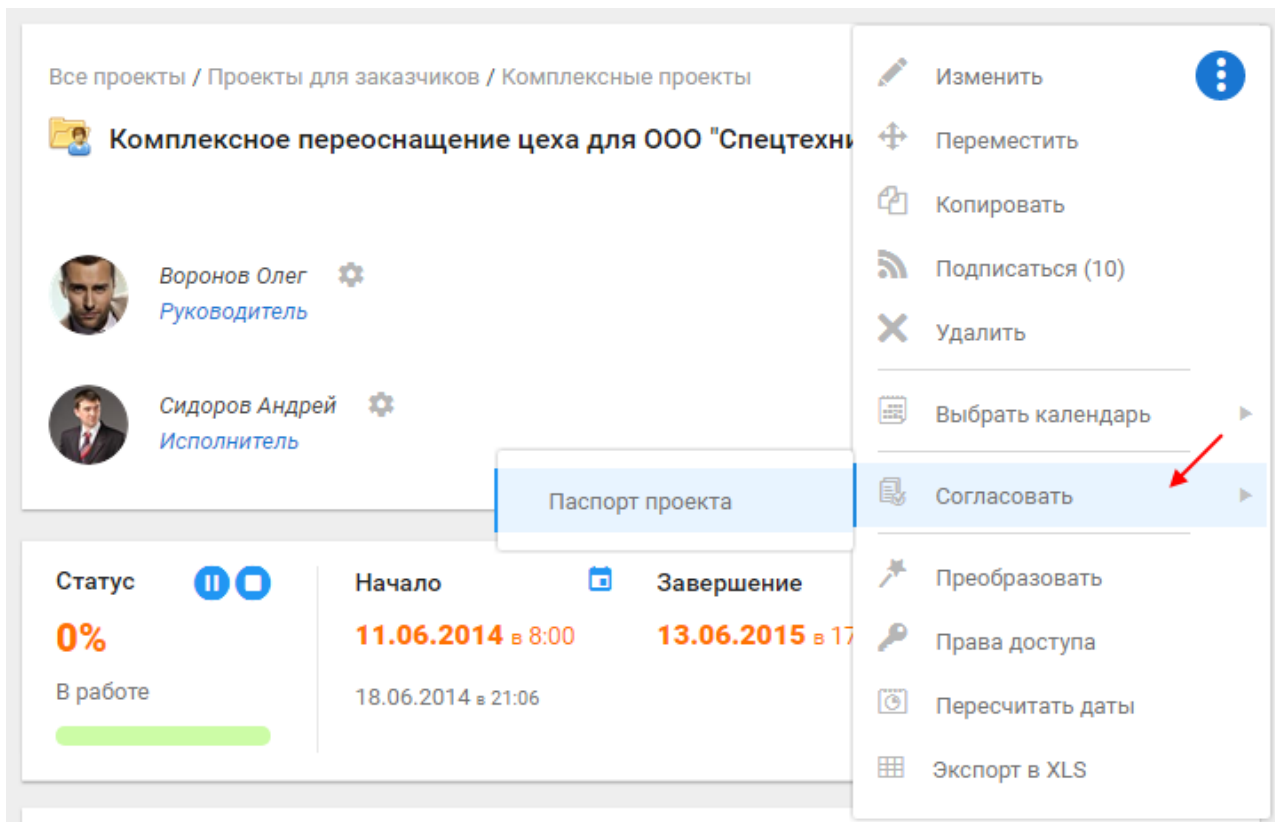 Все проекты / Проекты для заказчиков / Комплексные проекты
Комплексное переоснащение цеха для ООО "Спецтехни
Воронов Олег
Руководитель
Сидоров Андрей
Исполнитель
Изменить
Переместить
Копировать
Подписаться (10)
Удалить
Выбрать календарь
Согласовать
Паспорт проекта
Преобразовать
Права доступа
Пересчитать даты
Экспорт в XLS
Статус
0%
В работе
Начало
11.06.2014 в 8:00
18.06.2014 в 21:06
Завершение
13.06.2015 в 17